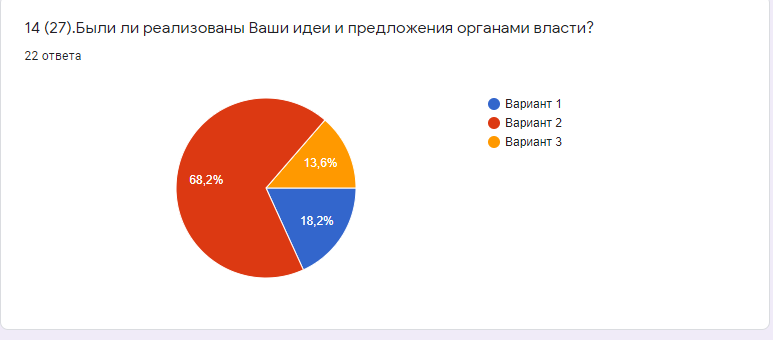 14 (27).Были ли реализованы Ваши идеи и предложения органами власти?
22 ответа
Вариант 1
Вариант 2
Вариант 3
68,2%
13,6%
18,2%